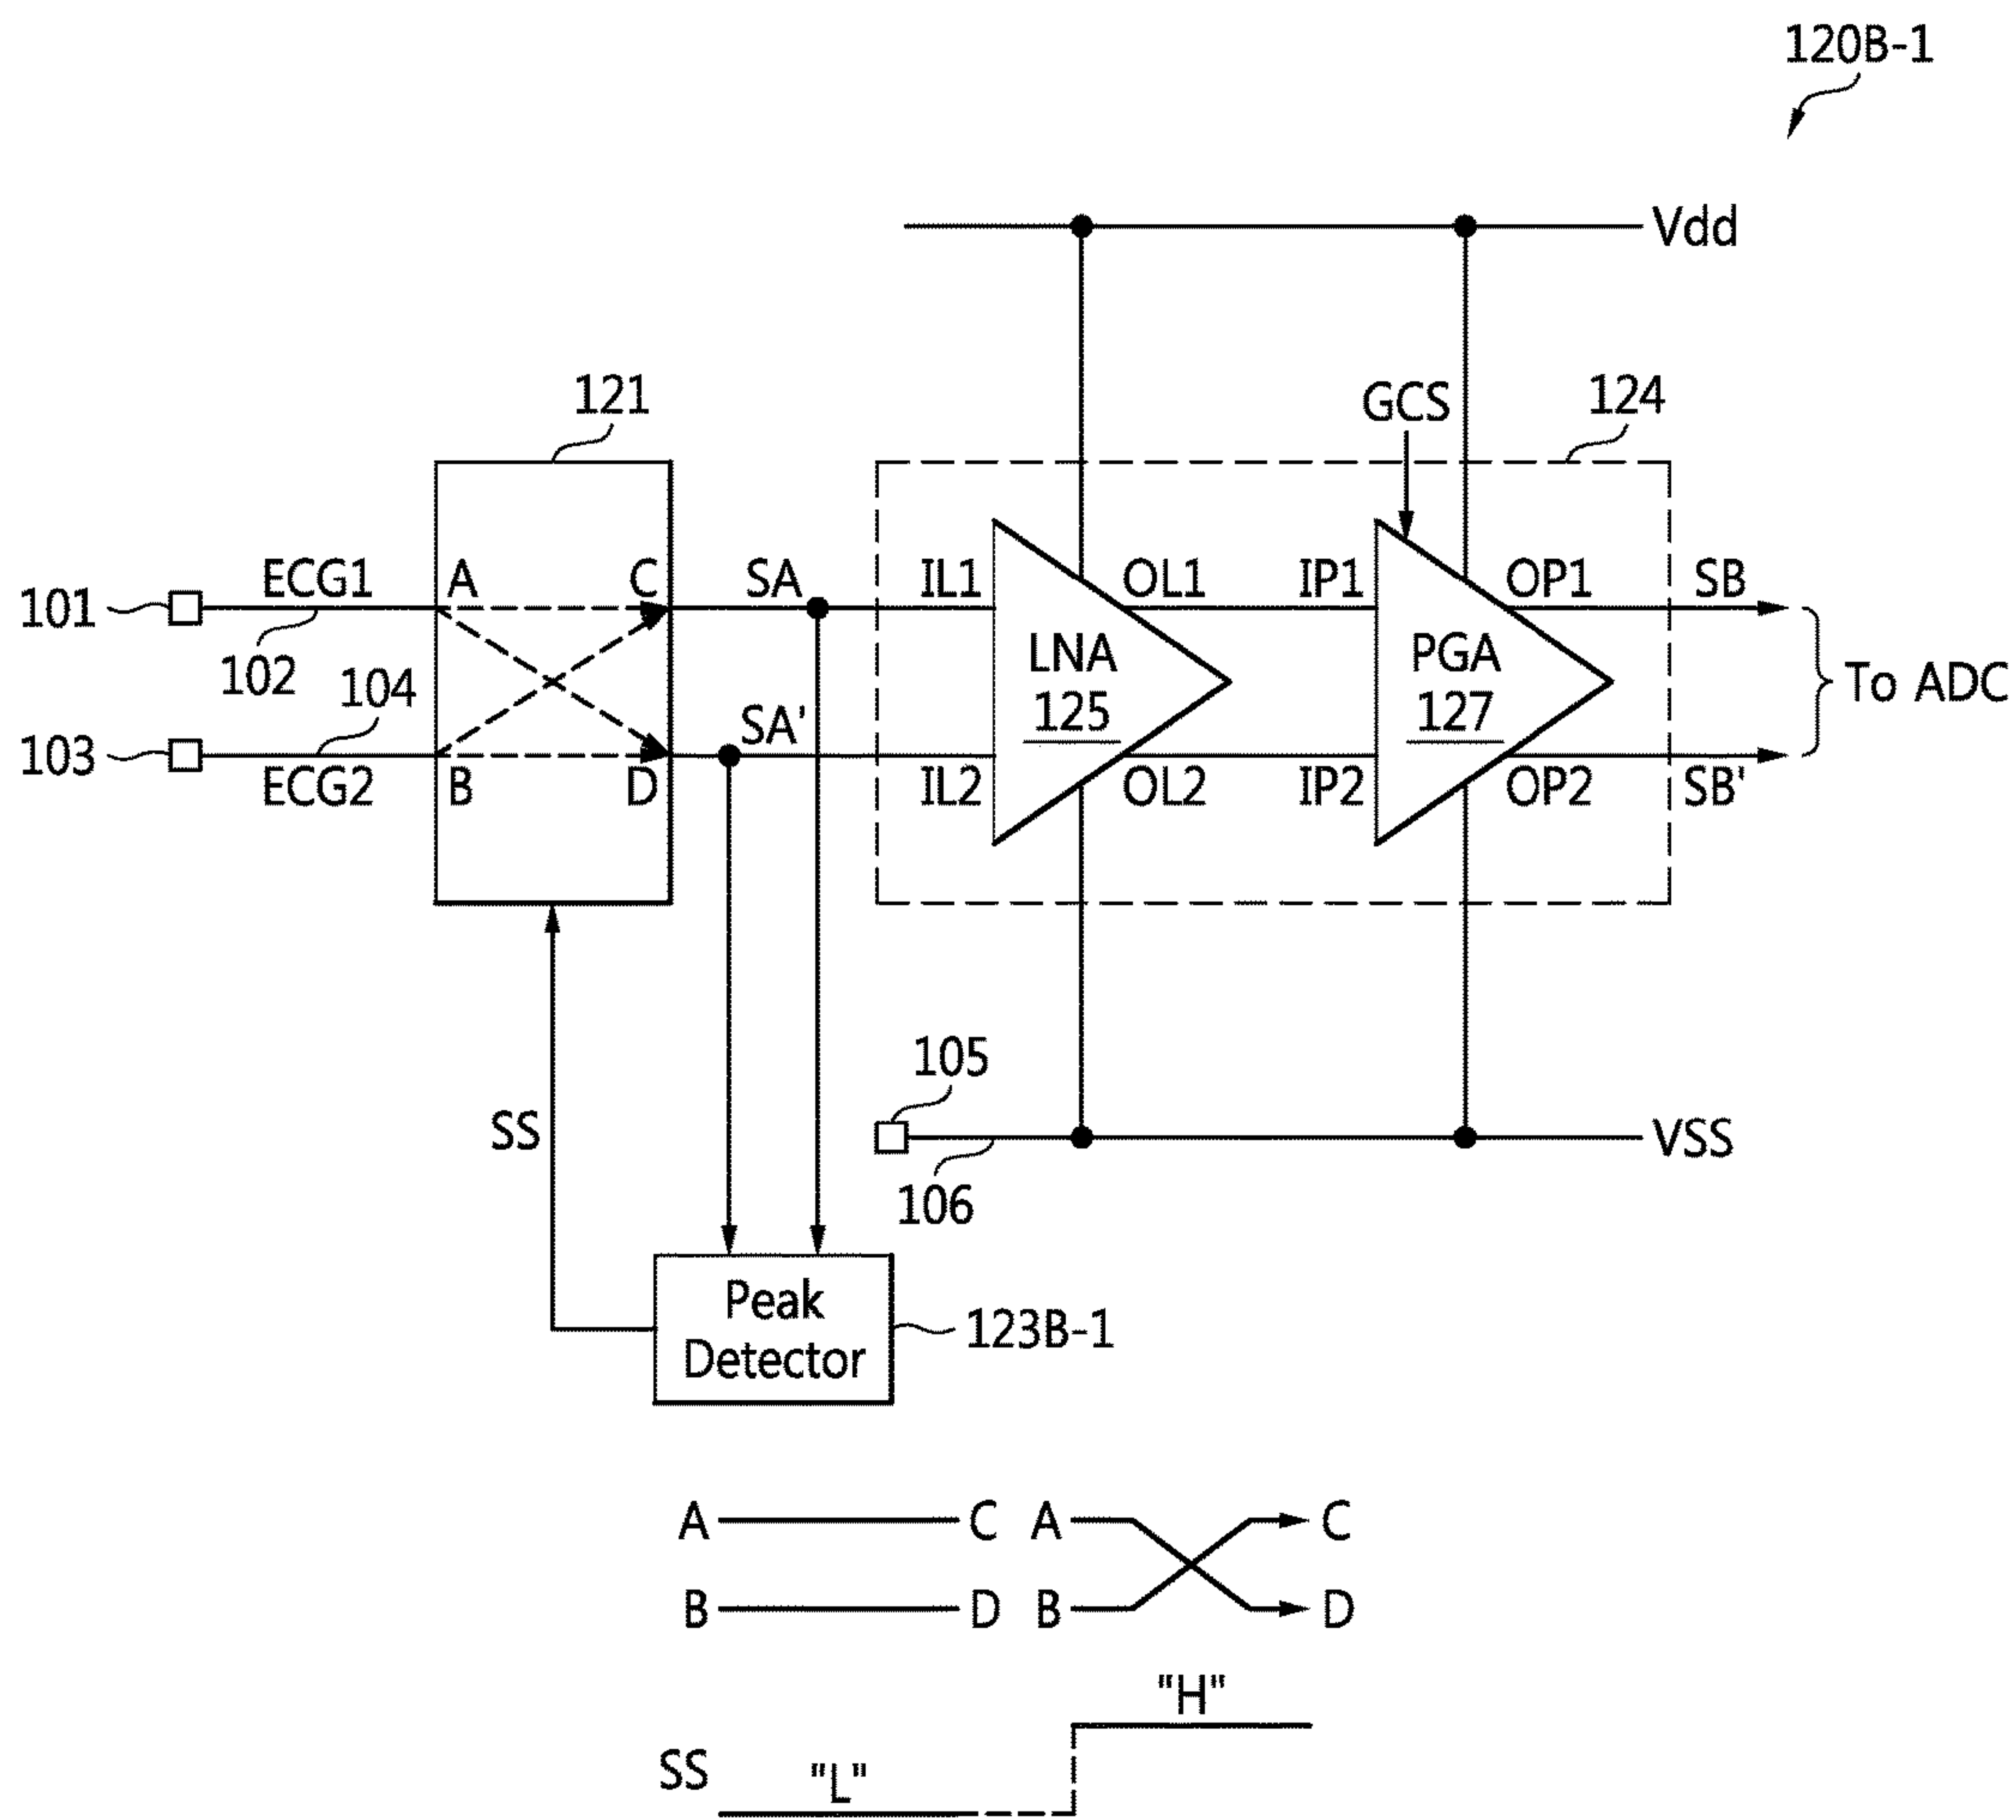 120B-1
Vdd
121
GCS
124
101
ECG1
A
C
SA
IL1
OL1
IP1
OP1
SB
102
104
LNA
125
PGA
127
To ADC
103
ECG2
B
D
SA'
IL2
OL2
IP2
OP2
SB'
105
SS
VSS
106
Peak
Detector
123B-1
A C A C
B D B D
"H"
SS "L"